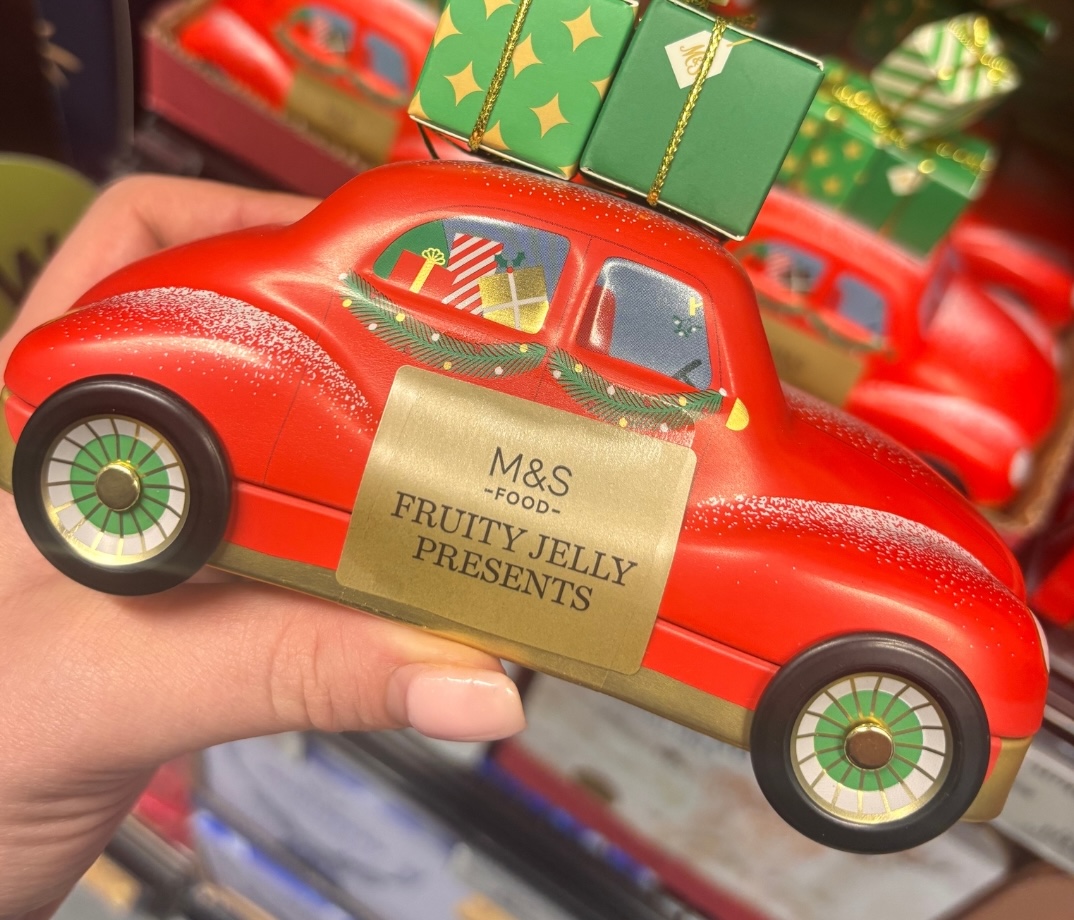 M&S
M&S
-FOOD-
FRUITY JELLY
PRESENTS